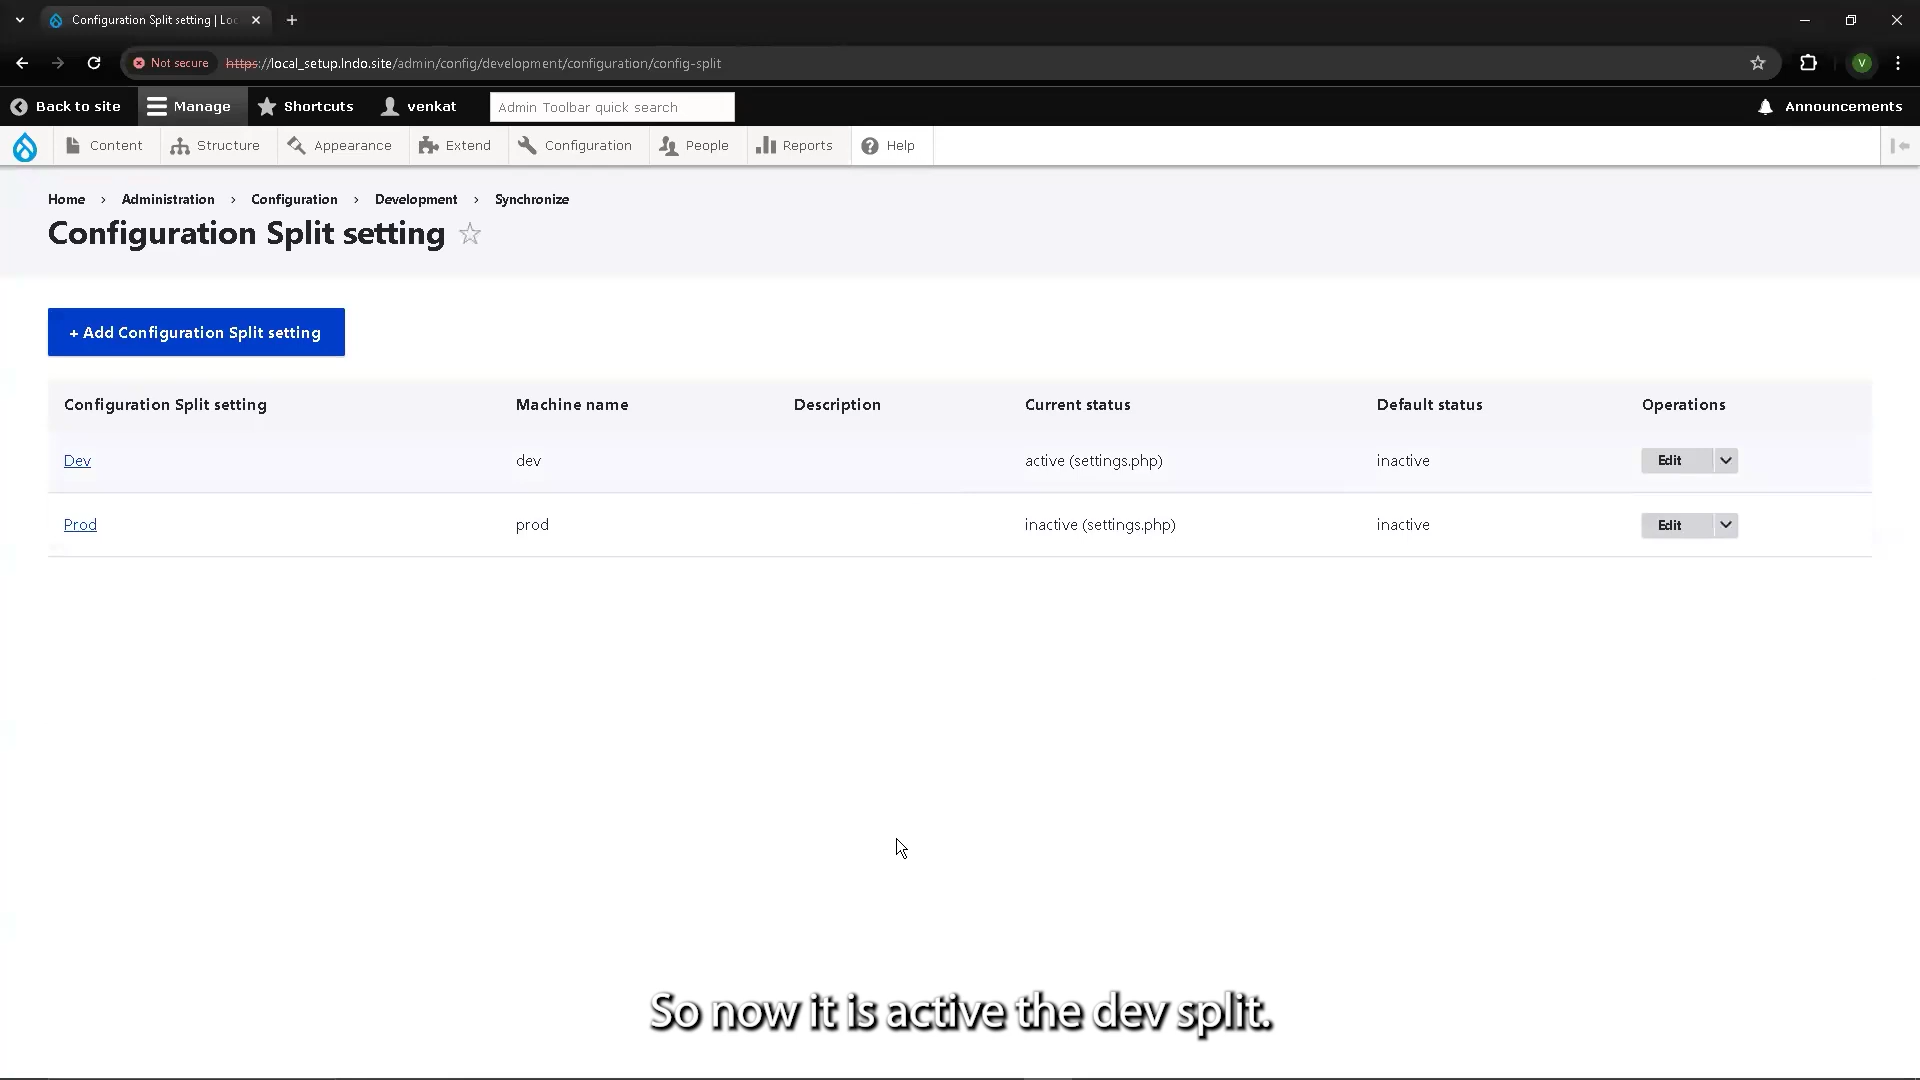 Configuration Split setting | Loc
Not secure
https://local_setup.lndo.site/admin/config/development/configuration/config-split
V
Back to site
Manage
Shortcuts
venkat
Admin Toolbar quick search
Announcements
Content
Structure
Appearance
Extend
Configuration
People
Reports
Help
Home › Administration › Configuration › Development › Synchronize
Configuration Split setting
+ Add Configuration Split setting
Configuration Split setting Machine name Description Current status Default status Operations
Dev dev active (settings.php) inactive Edit
Prod prod inactive (settings.php) inactive Edit
So now it is active the dev split.